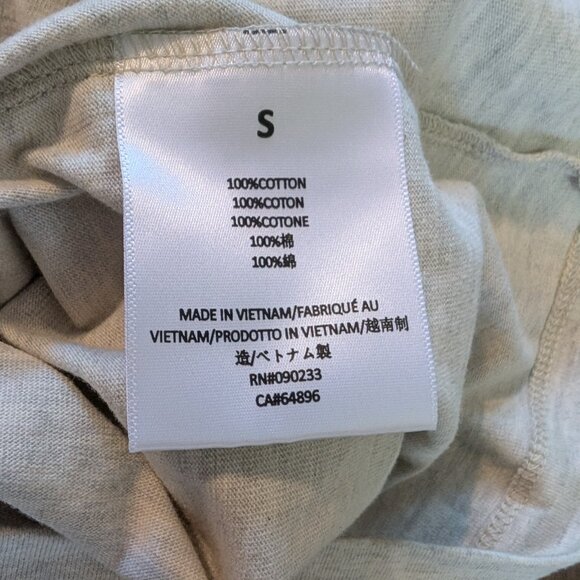 S
100%COTTON
100%COTON
100%COTONE
100%棉
100%綿
MADE IN VIETNAM/FABRIQUÉ AU
VIETNAM/PRODOTTO IN VIETNAM/越南制
造/ベトナム製
RN#090233
CA#64896